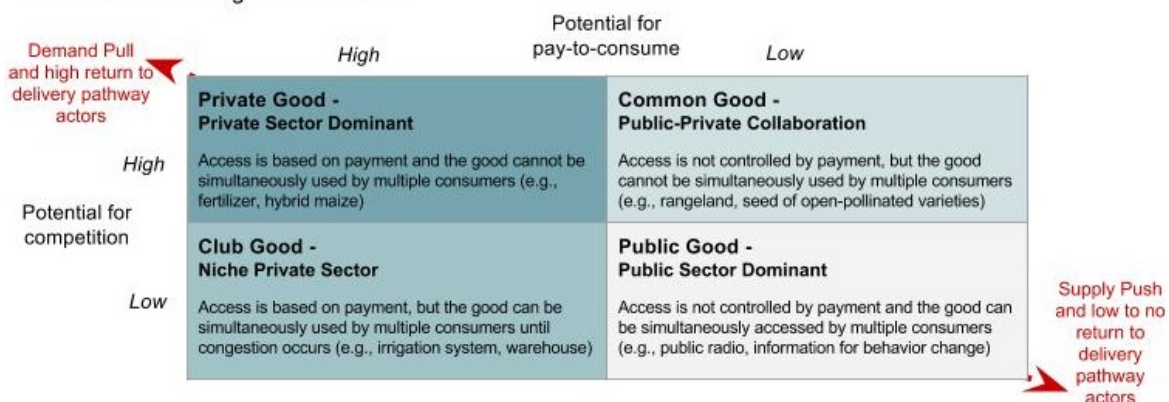 Potential for
pay-to-consume
High
Low
Demand Pull
and high return to
delivery pathway
actors
Private Good -
Private Sector Dominant
Access is based on payment and the good cannot be
simultaneously used by multiple consumers (e.g.,
fertilizer, hybrid maize)
Common Good -
Public-Private Collaboration
Access is not controlled by payment, but the good
cannot be simultaneously used by multiple consumers
(e.g., rangeland, seed of open-pollinated varieties)
High
Potential for
competition
Low
Club Good -
Niche Private Sector
Access is based on payment, but the good can be
simultaneously used by multiple consumers until
congestion occurs (e.g., irrigation system, warehouse)
Public Good -
Public Sector Dominant
Access is not controlled by payment and the good can
be simultaneously accessed by multiple consumers
(e.g., public radio, information for behavior change)
Supply Push
and low to no
return to
delivery
pathway
actors